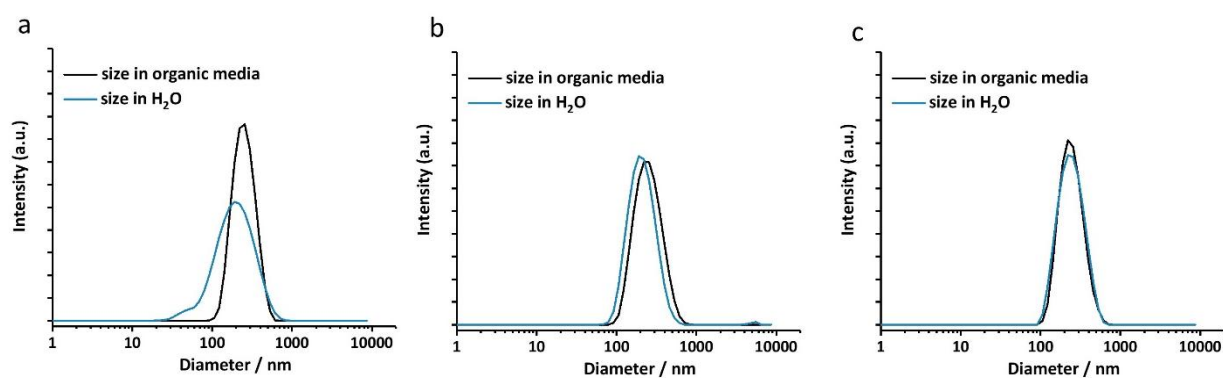 a
size in organic media
size in H₂O
Intensity (a.u.)
1 10 100 1000 10000
Diameter / nm
b
size in organic media
size in H₂O
Intensity (a.u.)
1 10 100 1000 10000
Diameter / nm
c
size in organic media
size in H₂O
Intensity (a.u.)
1 10 100 1000 10000
Diameter / nm